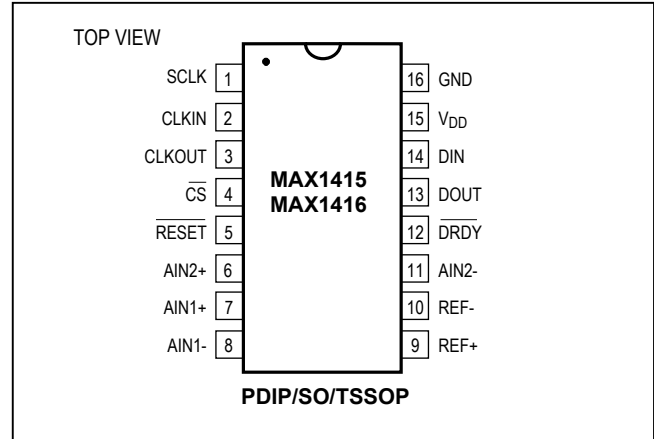 TOP VIEW
SCLK 1 16 GND
CLKIN 2 15 VDD
CLKOUT 3 14 DIN
CS 4 13 DOUT
MAX1415
MAX1416
RESET 5 12 DRDY
AIN2+ 6 11 AIN2-
AIN1+ 7 10 REF-
AIN1- 8 9 REF+
PDIP/SO/TSSOP